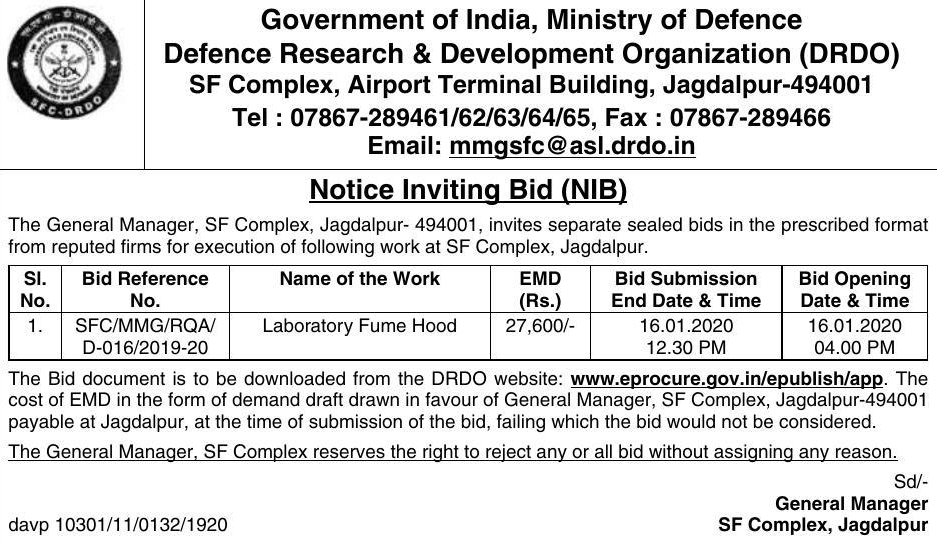 SFC-DRDO
Government of India, Ministry of Defence
Defence Research & Development Organization (DRDO)
SF Complex, Airport Terminal Building, Jagdalpur-494001
Tel : 07867-289461/62/63/64/65, Fax : 07867-289466
Email: mmgsfc@asl.drdo.in
Notice Inviting Bid (NIB)
The General Manager, SF Complex, Jagdalpur- 494001, invites separate sealed bids in the prescribed format
from reputed firms for execution of following work at SF Complex, Jagdalpur.
Sl. Bid Reference Name of the Work EMD Bid Submission Bid Opening
No. No. (Rs.) End Date & Time Date & Time
1. SFC/MMG/RQA/ Laboratory Fume Hood 27,600/- 16.01.2020 16.01.2020
D-016/2019-20 12.30 PM 04.00 PM
The Bid document is to be downloaded from the DRDO website: www.eprocure.gov.in/epublish/app. The
cost of EMD in the form of demand draft drawn in favour of General Manager, SF Complex, Jagdalpur-494001
payable at Jagdalpur, at the time of submission of the bid, failing which the bid would not be considered.
The General Manager, SF Complex reserves the right to reject any or all bid without assigning any reason.
Sd/-
General Manager
davp 10301/11/0132/1920 SF Complex, Jagdalpur